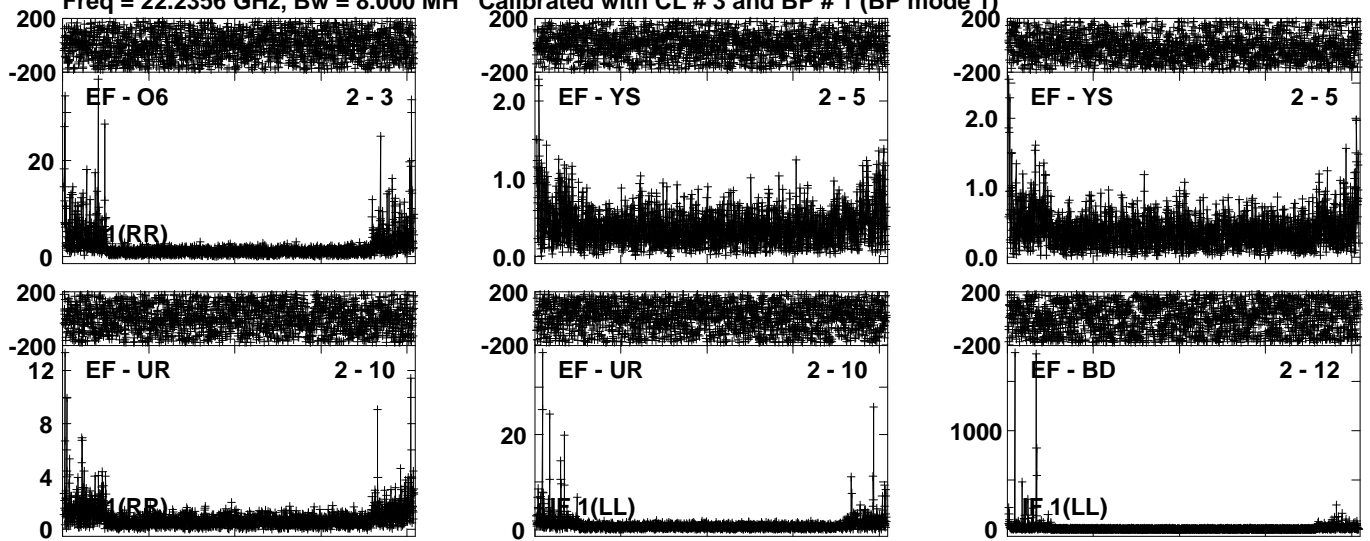 Freq = 22.2356 GHz, Bw = 8.000 MH Calibrated with CL # 3 and BP # 1 (BP mode 1)
200
-200
EF - O6 2 - 3
20
0
1(RR)
200
-200
EF - YS 2 - 5
2.0
1.0
0.0
200
-200
EF - YS 2 - 5
2.0
1.0
0.0
200
-200
EF - UR 2 - 10
12
8
4
0
1(RR)
200
-200
EF - UR 2 - 10
20
0
IF 1(LL)
200
-200
EF - BD 2 - 12
1000
0
IF 1(LL)